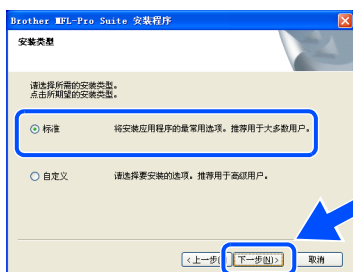 Brother MFL-Pro Suite 安装程序
安装类型
请选择所需的安装类型。
点击所期望的安装类型。
标准 将安装应用程序的最常用选项。推荐用于大多数用户。
自定义 请选择要安装的选项。推荐用于高级用户。
<上一步( 下一步(N)> 取消